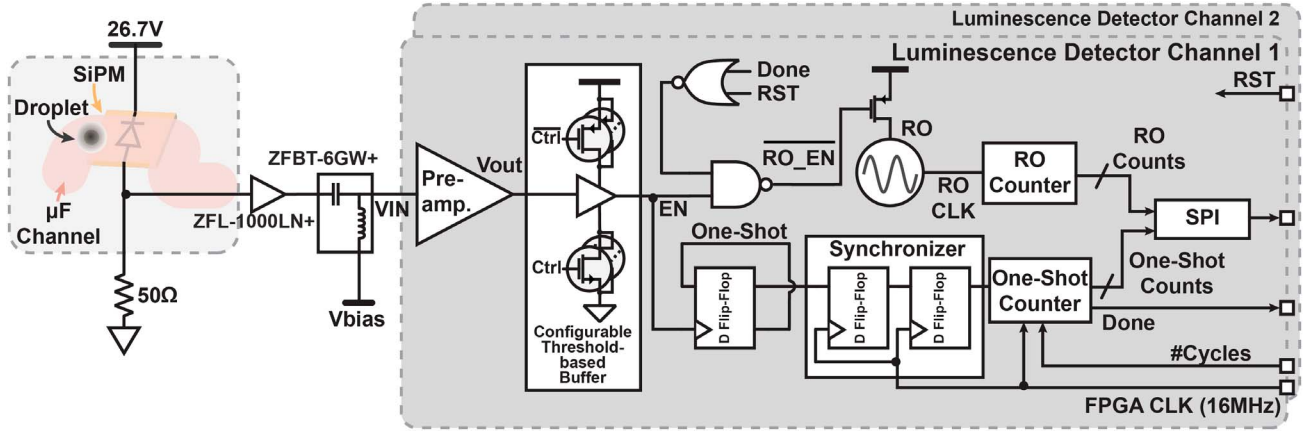 Luminescence Detector Channel 2
Luminescence Detector Channel 1
26.7V
SiPM
Droplet
µF
Channel
50Ω
ZFL-1000LN+
ZFBT-6GW+
Vbias
VIN
Pre-
amp.
Vout
Ctrl
Ctrl
Configurable
Threshold-
based
Buffer
EN
Done
RST
RO_EN
RO
RO
CLK
RO
Counter
RO
Counts
SPI
RST
One-Shot
D Flip-Flop
Synchronizer
D Flip-Flop
D Flip-Flop
One-Shot
Counter
One-Shot
Counts
Done
#Cycles
FPGA CLK (16MHz)